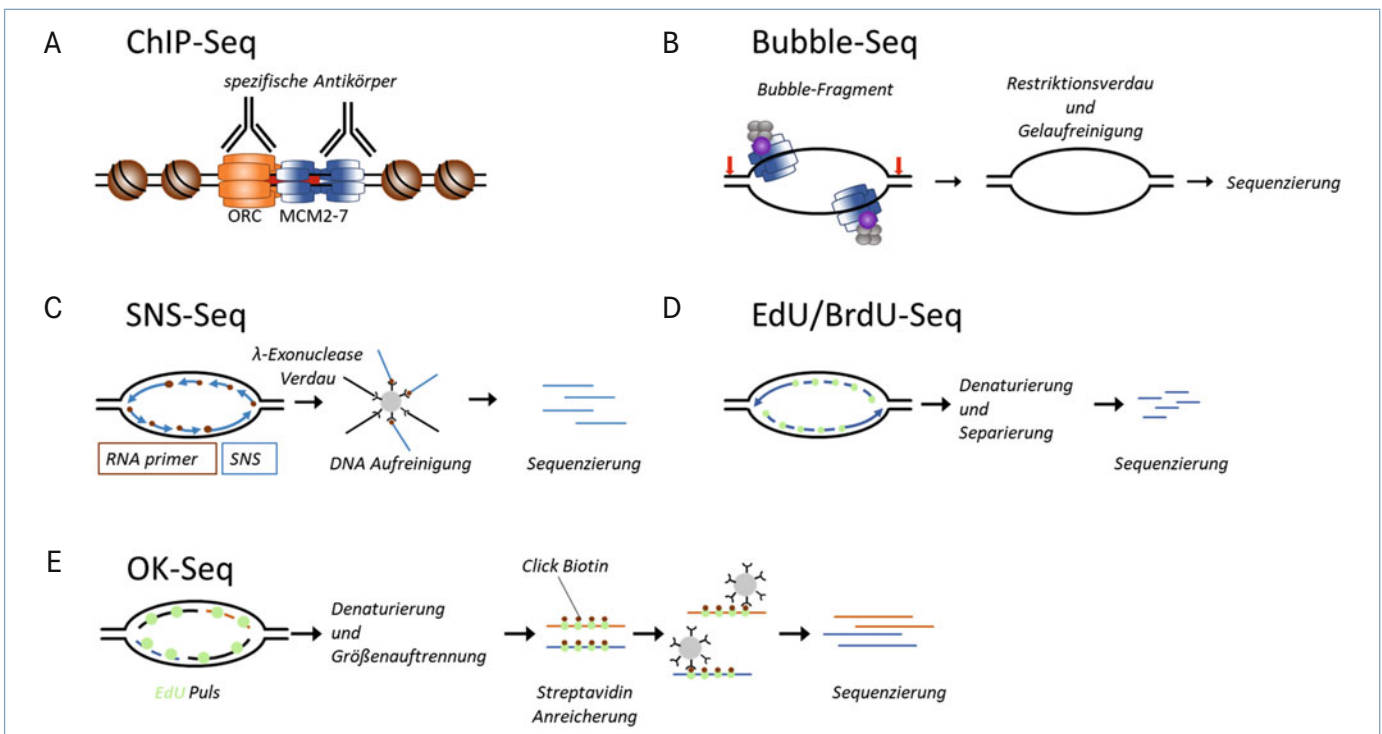 A
ChIP-Seq
spezifische Antikörper
ORC
MCM2-7
B
Bubble-Seq
Bubble-Fragment
Restriktionsverdau
und
Gelaufreinigung
Sequenzierung
C
SNS-Seq
λ-Exonuclease
Verdau
RNA primer
SNS
DNA Aufreinigung
Sequenzierung
D
EdU/BrdU-Seq
Denaturierung
und
Separierung
Sequenzierung
E
OK-Seq
EdU Puls
Denaturierung
und
Größenauftrennung
Click Biotin
Streptavidin
Anreicherung
Sequenzierung